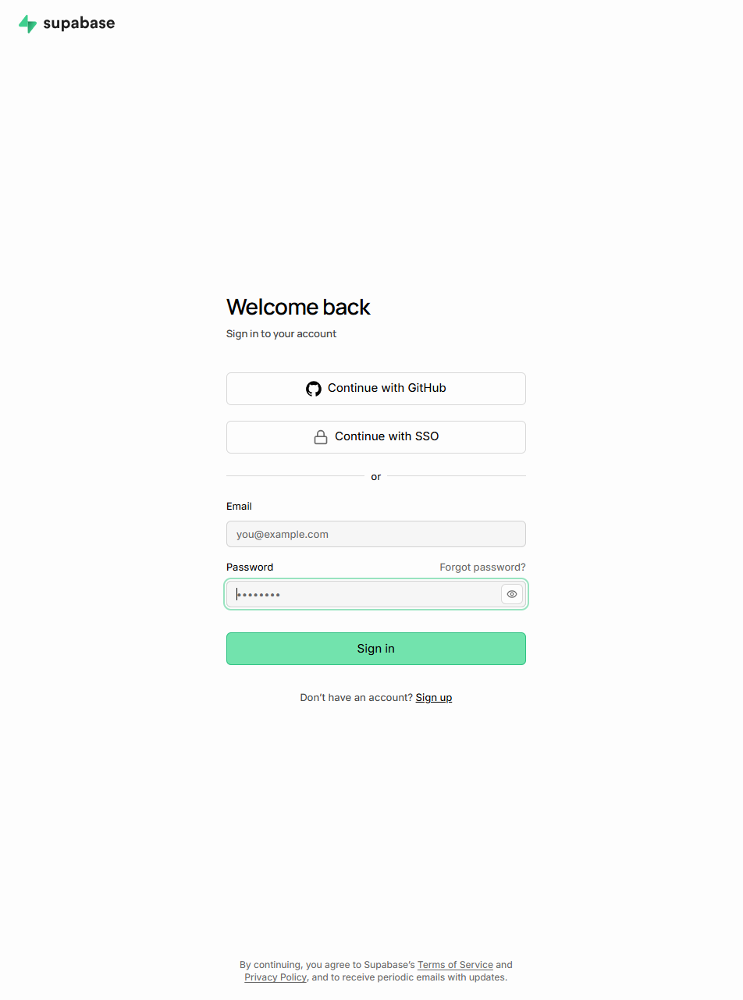 supabase
Welcome back
Sign in to your account
Continue with GitHub
Continue with SSO
or
Email
you@example.com
Password Forgot password?
••••••••
Sign in
Don’t have an account? Sign up
By continuing, you agree to Supabase’s Terms of Service and
Privacy Policy, and to receive periodic emails with updates.